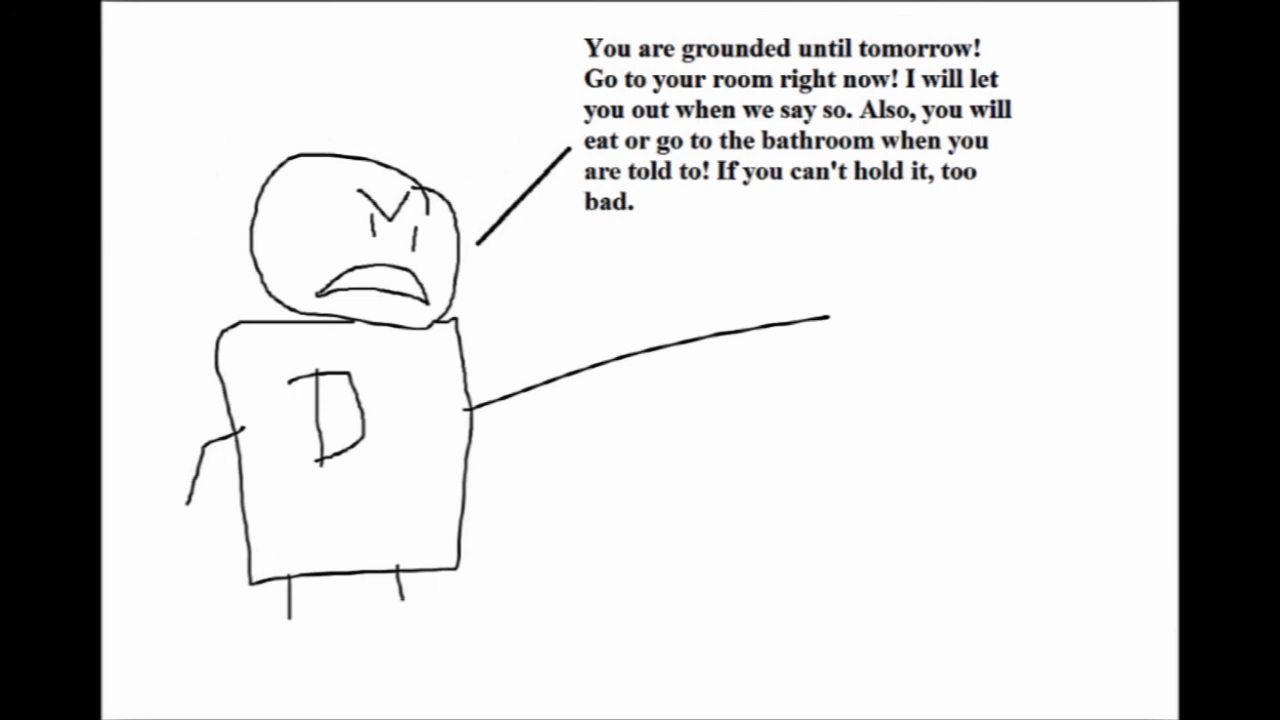 You are grounded until tomorrow!
Go to your room right now! I will let
you out when we say so. Also, you will
eat or go to the bathroom when you
are told to! If you can't hold it, too
bad.
D